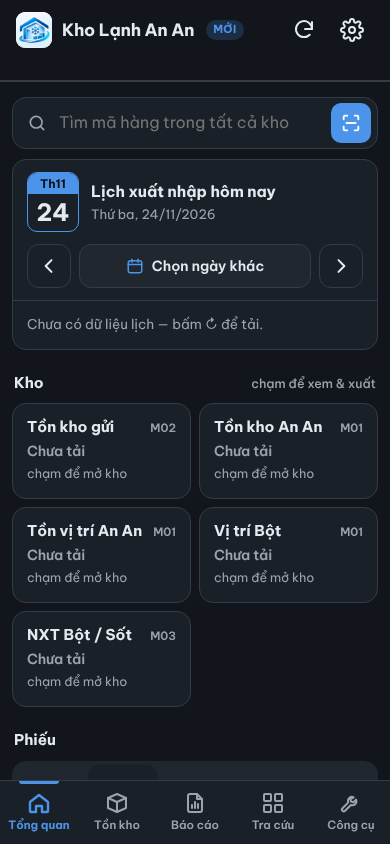 Kho Lạnh An An MỚI
Tìm mã hàng trong tất cả kho
Th11
24
Lịch xuất nhập hôm nay
Thứ ba, 24/11/2026
Chọn ngày khác
Chưa có dữ liệu lịch — bấm ↻ để tải.
Kho
chạm để xem & xuất
Tồn kho gửi M02
Chưa tải
chạm để mở kho
Tồn kho An An M01
Chưa tải
chạm để mở kho
Tồn vị trí An An M01
Chưa tải
chạm để mở kho
Vị trí Bột M01
Chưa tải
chạm để mở kho
NXT Bột / Sốt M03
Chưa tải
chạm để mở kho
Phiếu
Tổng quan
Tồn kho
Báo cáo
Tra cứu
Công cụ